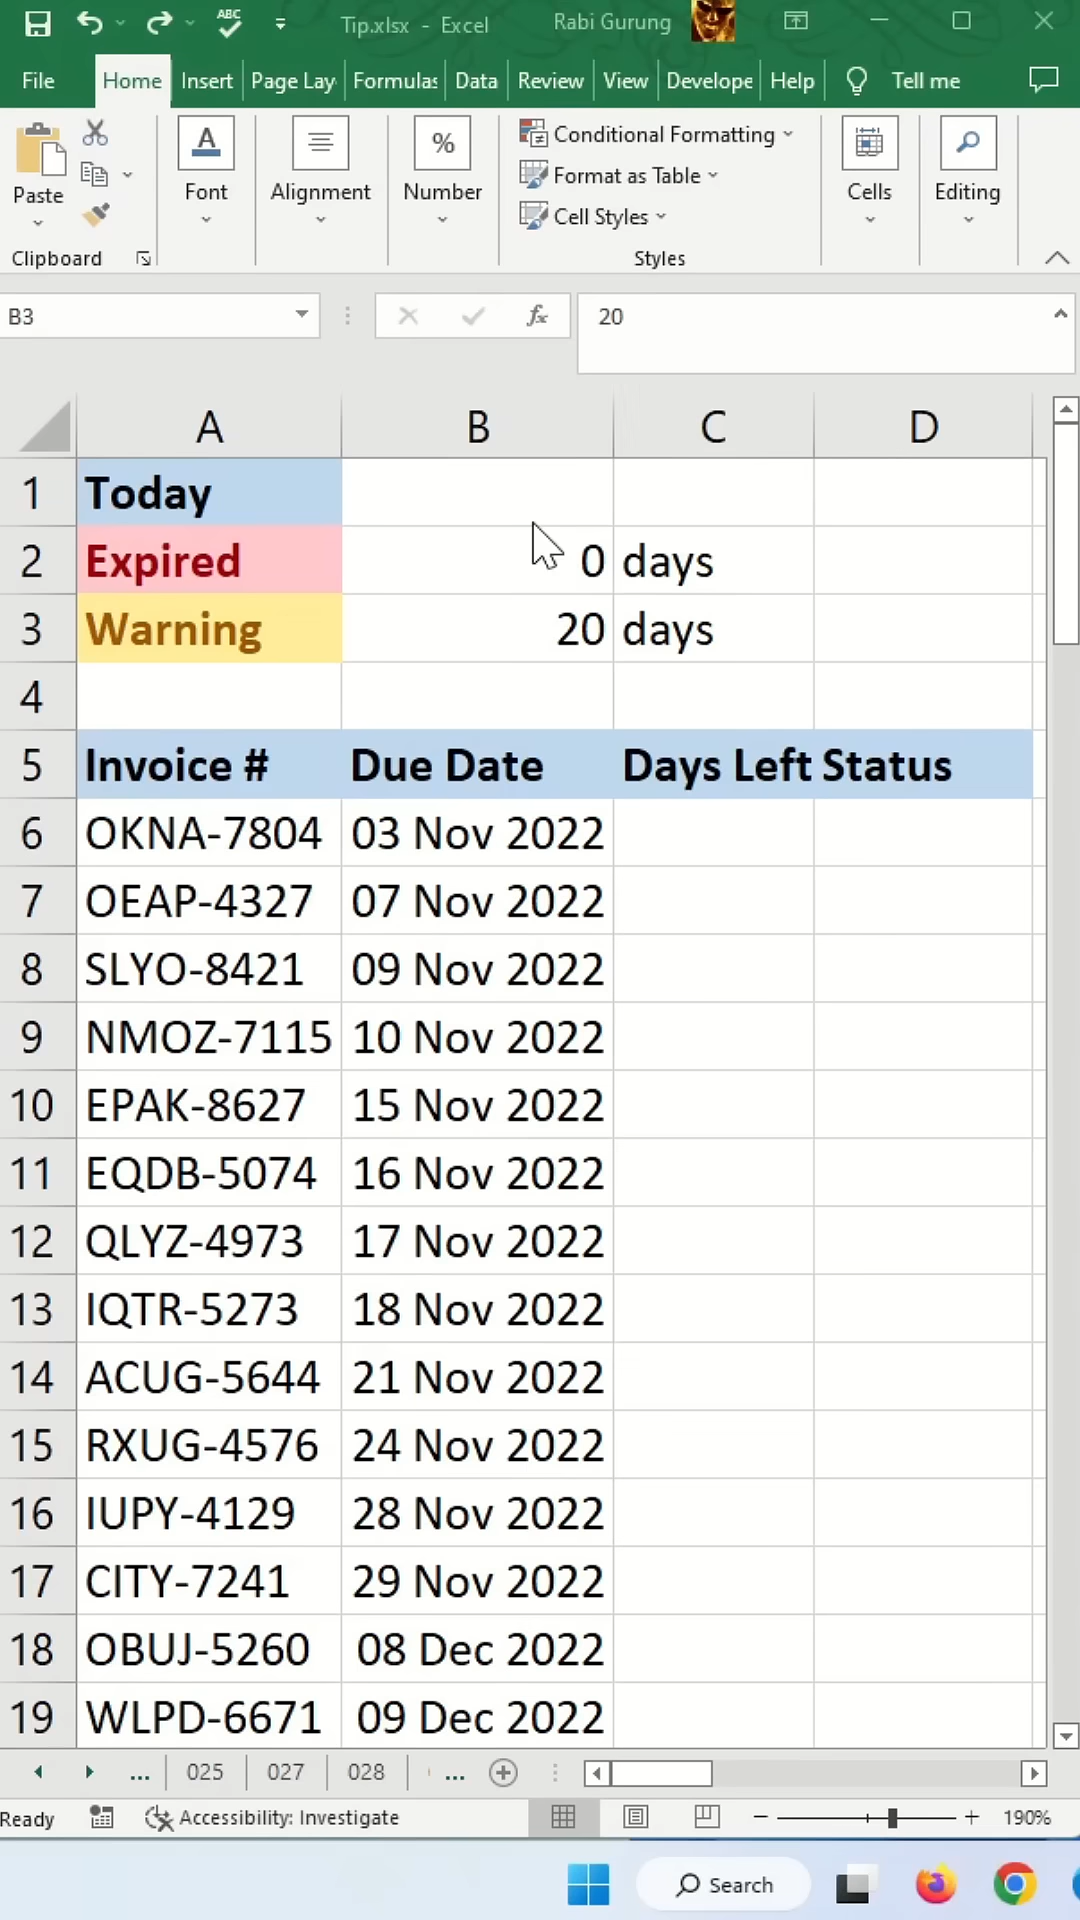 ABC
Tip.xlsx - Excel
Rabi Gurung
File Home Insert Page Lay Formulas Data Review View Develope Help Tell me
Paste
Clipboard
A
Font
Alignment
%
Number
Conditional Formatting
Format as Table
Cell Styles
Styles
Cells
Editing
B3 fx 20
A B C D
1 Today
2 Expired 0 days
3 Warning 20 days
4
5 Invoice # Due Date Days Left Status
6 OKNA-7804 03 Nov 2022
7 OEAP-4327 07 Nov 2022
8 SLYO-8421 09 Nov 2022
9 NMOZ-7115 10 Nov 2022
10 EPAK-8627 15 Nov 2022
11 EQDB-5074 16 Nov 2022
12 QLYZ-4973 17 Nov 2022
13 IQTR-5273 18 Nov 2022
14 ACUG-5644 21 Nov 2022
15 RXUG-4576 24 Nov 2022
16 IUPY-4129 28 Nov 2022
17 CITY-7241 29 Nov 2022
18 OBUJ-5260 08 Dec 2022
19 WLPD-6671 09 Dec 2022
... 025 027 028 ...
Ready Accessibility: Investigate 190%
Search